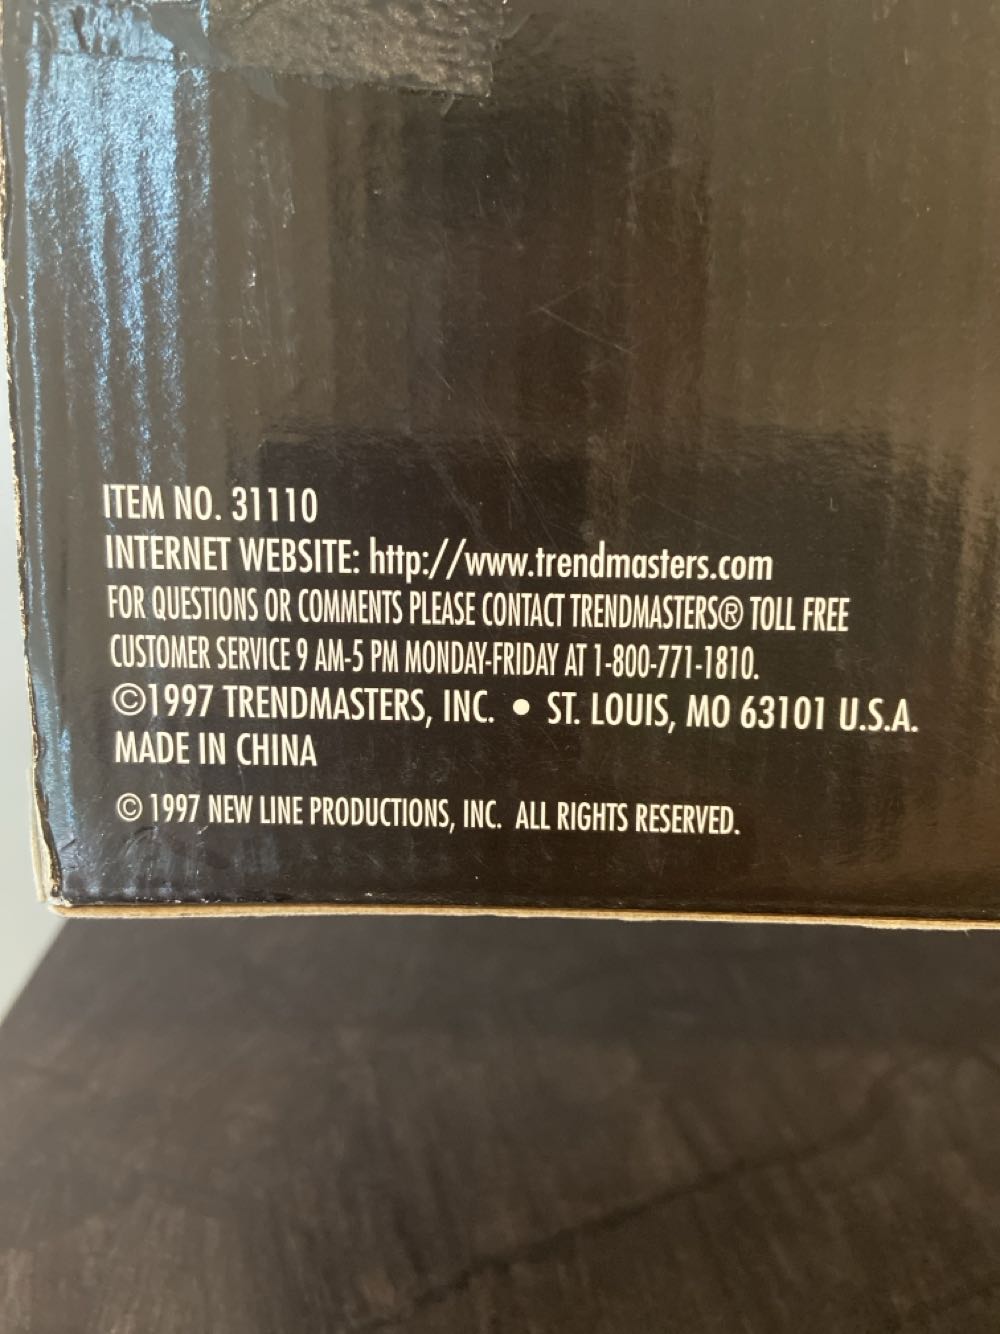 ITEM NO. 31110
INTERNET WEBSITE: http://www.trendmasters.com
FOR QUESTIONS OR COMMENTS PLEASE CONTACT TRENDMASTERS® TOLL FREE
CUSTOMER SERVICE 9 AM-5 PM MONDAY-FRIDAY AT 1-800-771-1810.
©1997 TRENDMASTERS, INC. • ST. LOUIS, MO 63101 U.S.A.
MADE IN CHINA
© 1997 NEW LINE PRODUCTIONS, INC. ALL RIGHTS RESERVED.